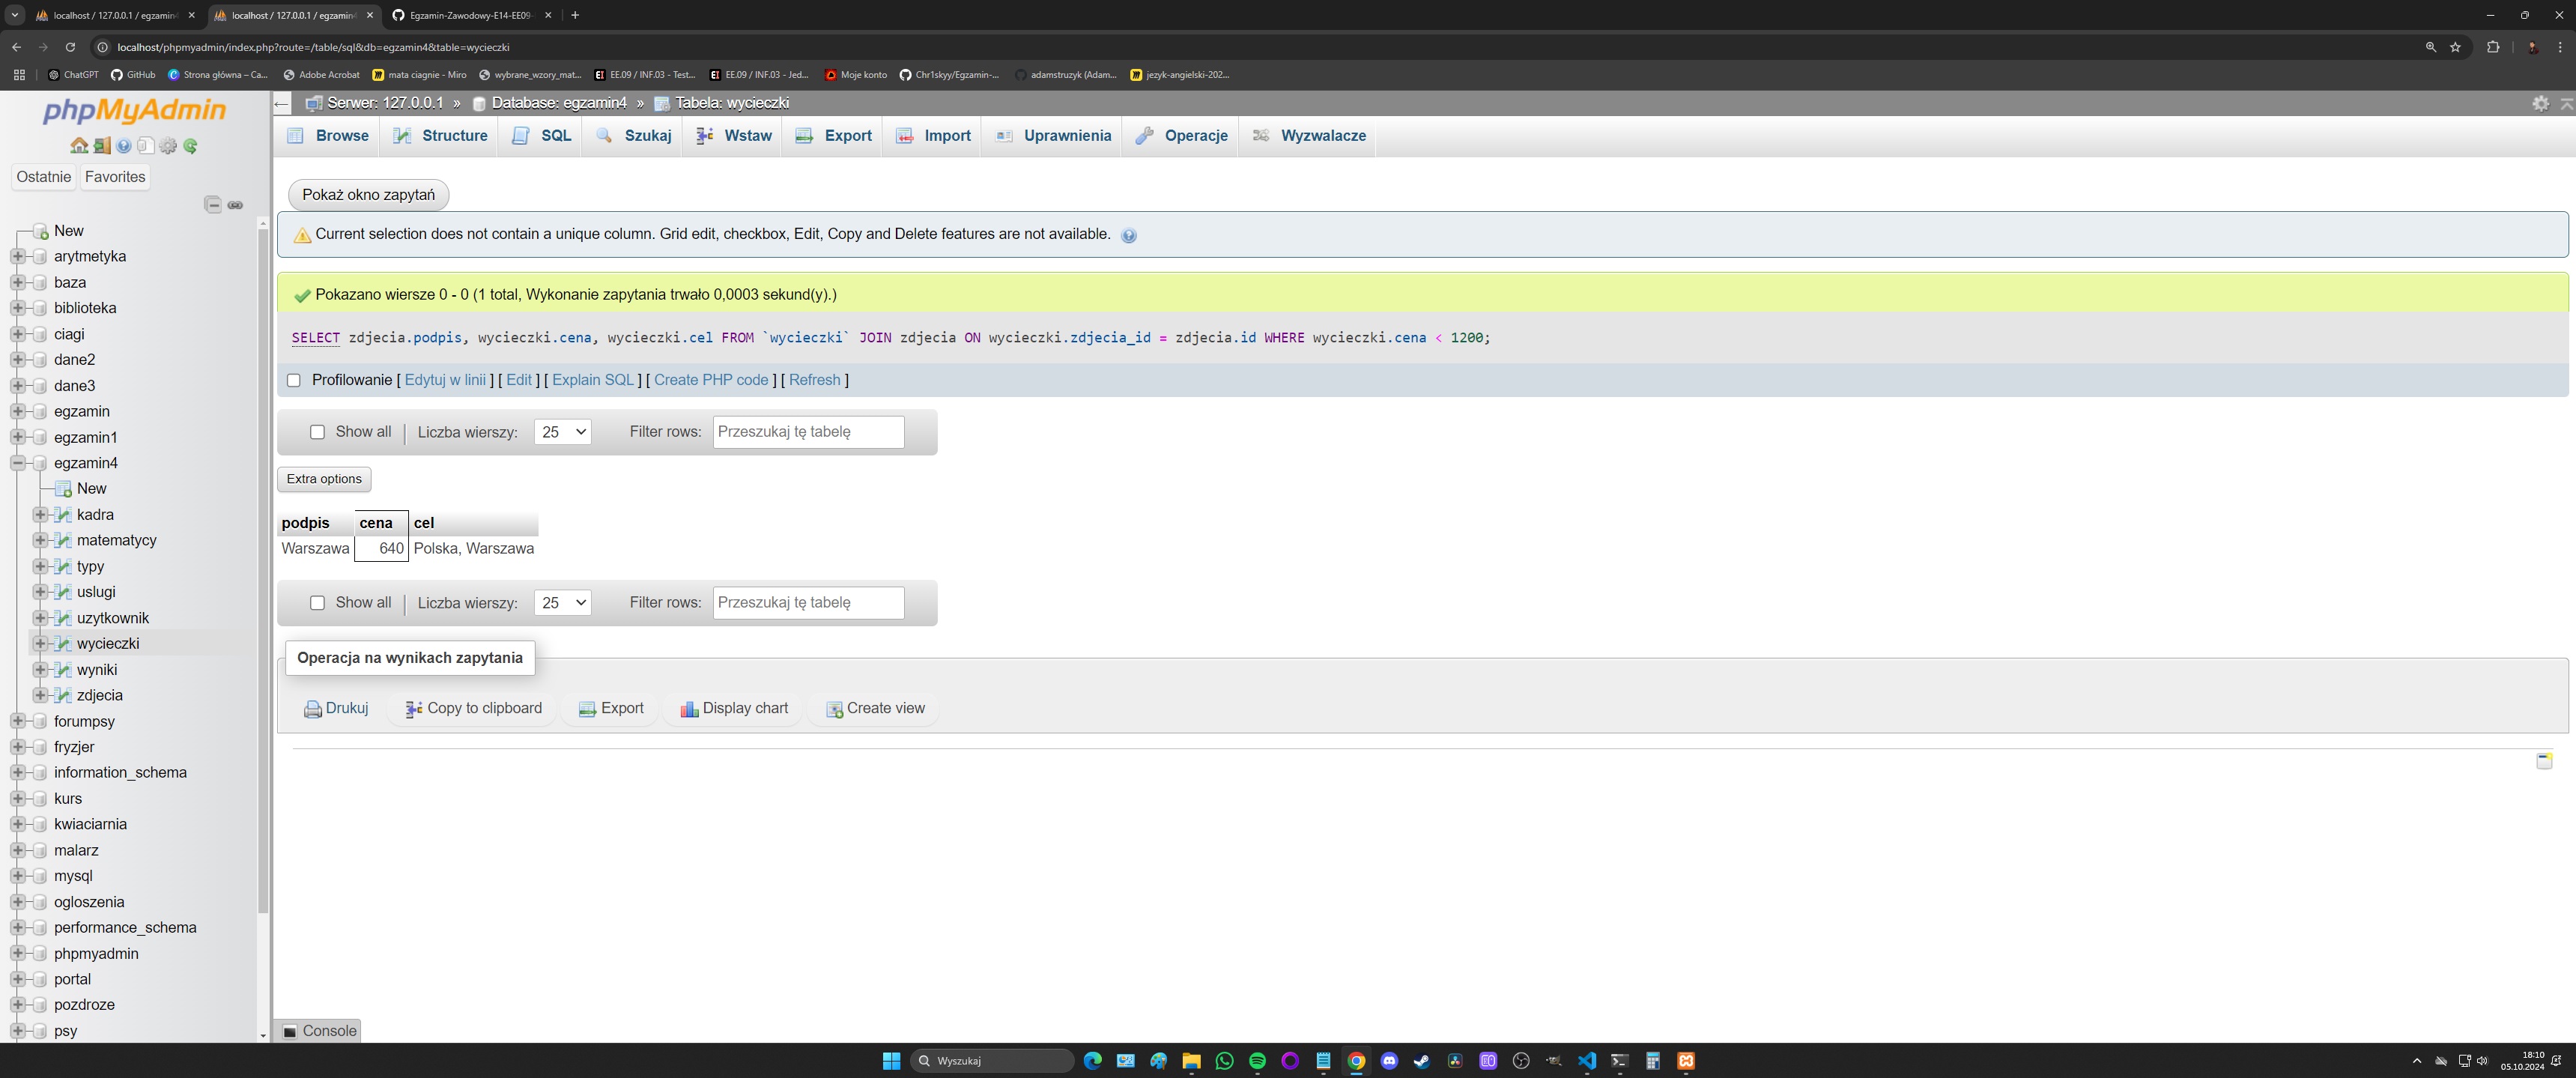 localhost / 127.0.0.1 / egzamin4
localhost / 127.0.0.1 / egzamin4
Egzamin-Zawodowy-E14-EE09-
localhost/phpmyadmin/index.php?route=/table/sql&db=egzamin4&table=wycieczki
ChatGPT GitHub Strona główna – Ca... Adobe Acrobat mata ciagnie - Miro wybrane_wzory_mat... EE.09 / INF.03 - Test... EE.09 / INF.03 - Jed... Moje konto Chr1skyy/Egzamin-... adamstruzyk (Adam... jezyk-angielski-202...
phpMyAdmin
Ostatnie Favorites
New
arytmetyka
baza
biblioteka
ciagi
dane2
dane3
egzamin
egzamin1
egzamin4
New
kadra
matematycy
typy
uslugi
uzytkownik
wycieczki
wyniki
zdjecia
forumpsy
fryzjer
information_schema
kurs
kwiaciarnia
malarz
mysql
ogloszenia
performance_schema
phpmyadmin
portal
pozdroze
psy
Serwer: 127.0.0.1 » Database: egzamin4 » Tabela: wycieczki
Browse Structure SQL Szukaj Wstaw Export Import Uprawnienia Operacje Wyzwalacze
Pokaż okno zapytań
Current selection does not contain a unique column. Grid edit, checkbox, Edit, Copy and Delete features are not available.
Pokazano wiersze 0 - 0 (1 total, Wykonanie zapytania trwało 0,0003 sekund(y).)
SELECT zdjecia.podpis, wycieczki.cena, wycieczki.cel FROM `wycieczki` JOIN zdjecia ON wycieczki.zdjecia_id = zdjecia.id WHERE wycieczki.cena < 1200;
Profilowanie [ Edytuj w linii ] [ Edit ] [ Explain SQL ] [ Create PHP code ] [ Refresh ]
Show all | Liczba wierszy: 25 Filter rows: Przeszukaj tę tabelę
Extra options
podpis cena cel
Warszawa 640 Polska, Warszawa
Show all | Liczba wierszy: 25 Filter rows: Przeszukaj tę tabelę
Operacja na wynikach zapytania
Drukuj Copy to clipboard Export Display chart Create view
Console
Wyszukaj
18:10
05.10.2024